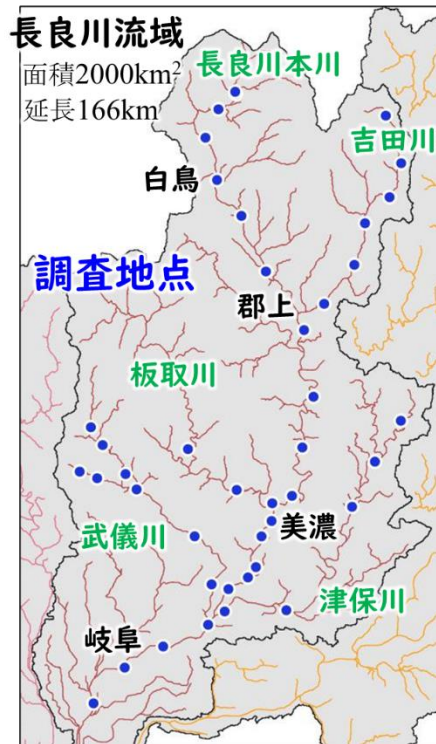 長良川流域
面積2000km²
延長166km
長良川本川
吉田川
白鳥
調査地点
郡上
板取川
美濃
武儀川
津保川
岐阜